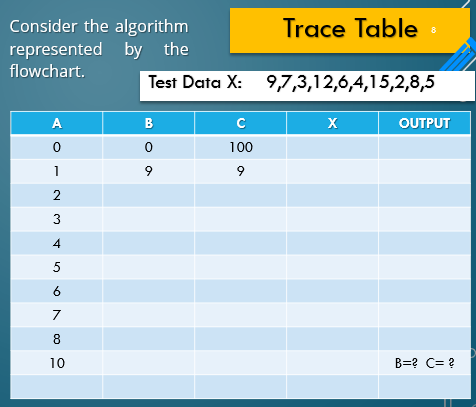 Consider the algorithm
represented by the
flowchart.
Trace Table
6
Test Data X: 9,7,3,12,6,4,15,2,8,5
A B C X OUTPUT
0 0 100
1 9 9
2
3
4
5
6
7
8
10 B=? C= ?